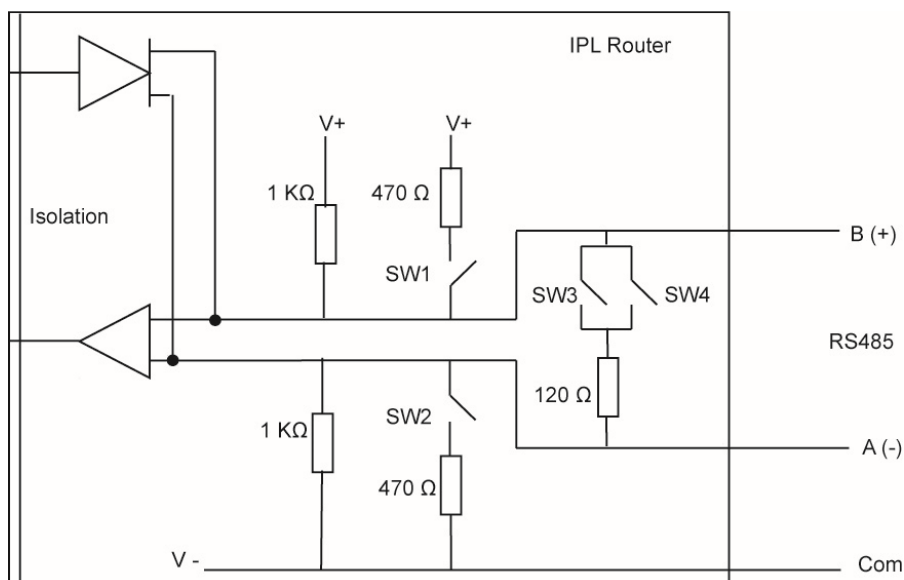 IPL Router
V+
V+
1 KΩ
470 Ω
Isolation
B (+)
SW1
SW3
SW4
RS485
120 Ω
SW2
1 KΩ
A (-)
470 Ω
V -
Com